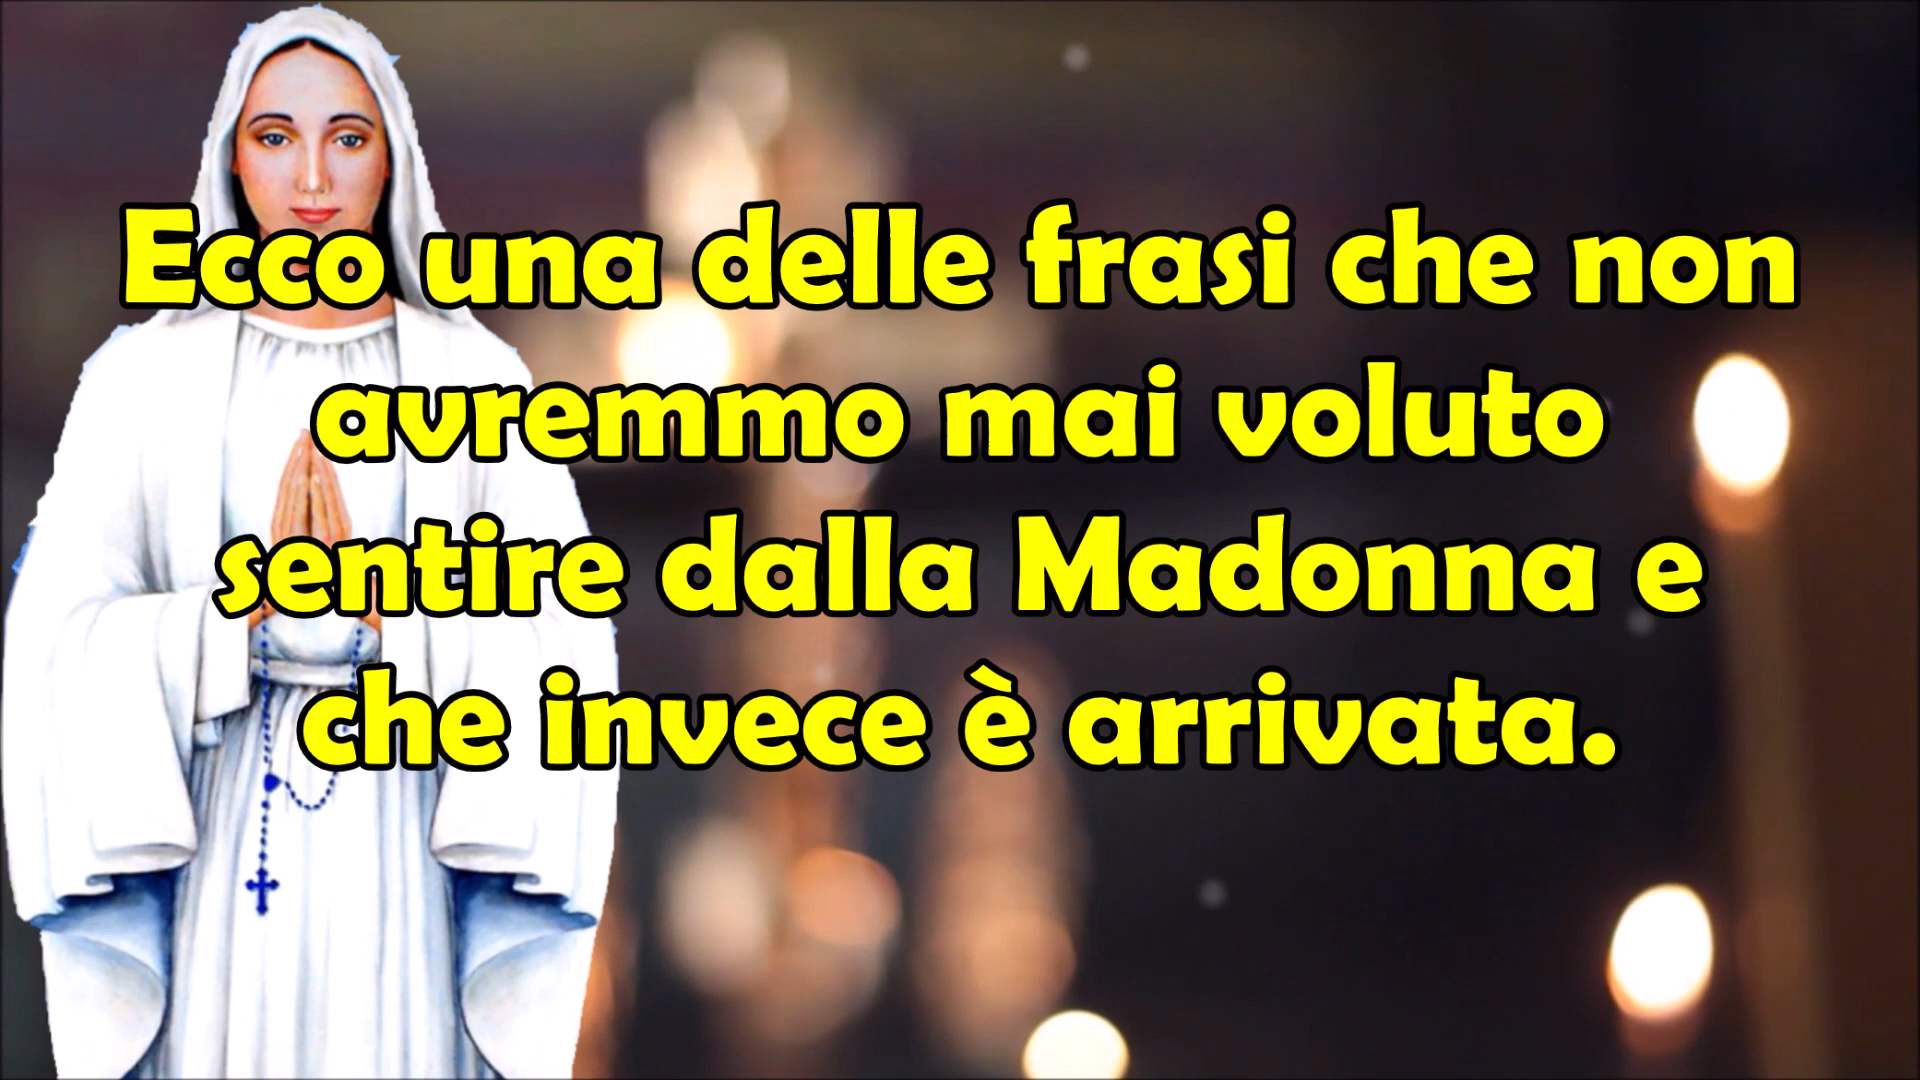 Ecco una delle frasi che non
avremmo mai voluto
sentire dalla Madonna e
che invece è arrivata.